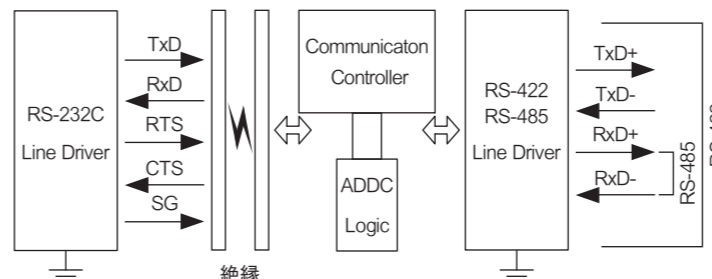 RS-232C
Line Driver
TxD
RxD
RTS
CTS
SG
絶縁
Communicaton
Controller
ADDC
Logic
RS-422
RS-485
Line Driver
TxD+
TxD-
RxD+
RxD-
RS-485